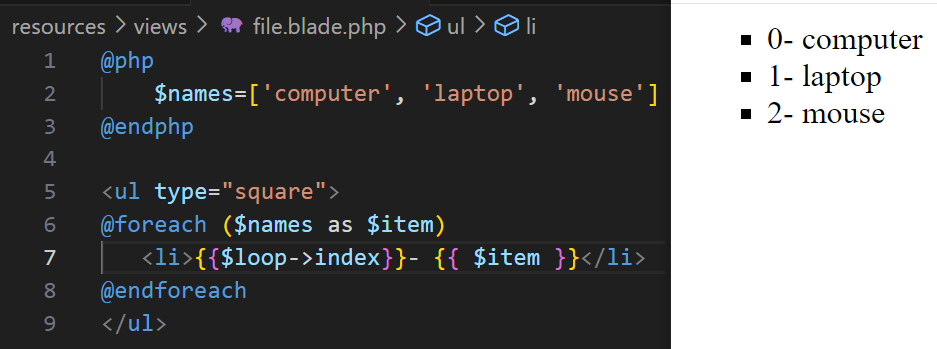 resources > views > file.blade.php > ul > li
1 @php
2 $names=['computer', 'laptop', 'mouse']
3 @endphp
4
5 <ul type="square">
6 @foreach ($names as $item)
7 <li>{{$loop->index}}- {{ $item }}</li>
8 @endforeach
9 </ul>
0- computer
1- laptop
2- mouse